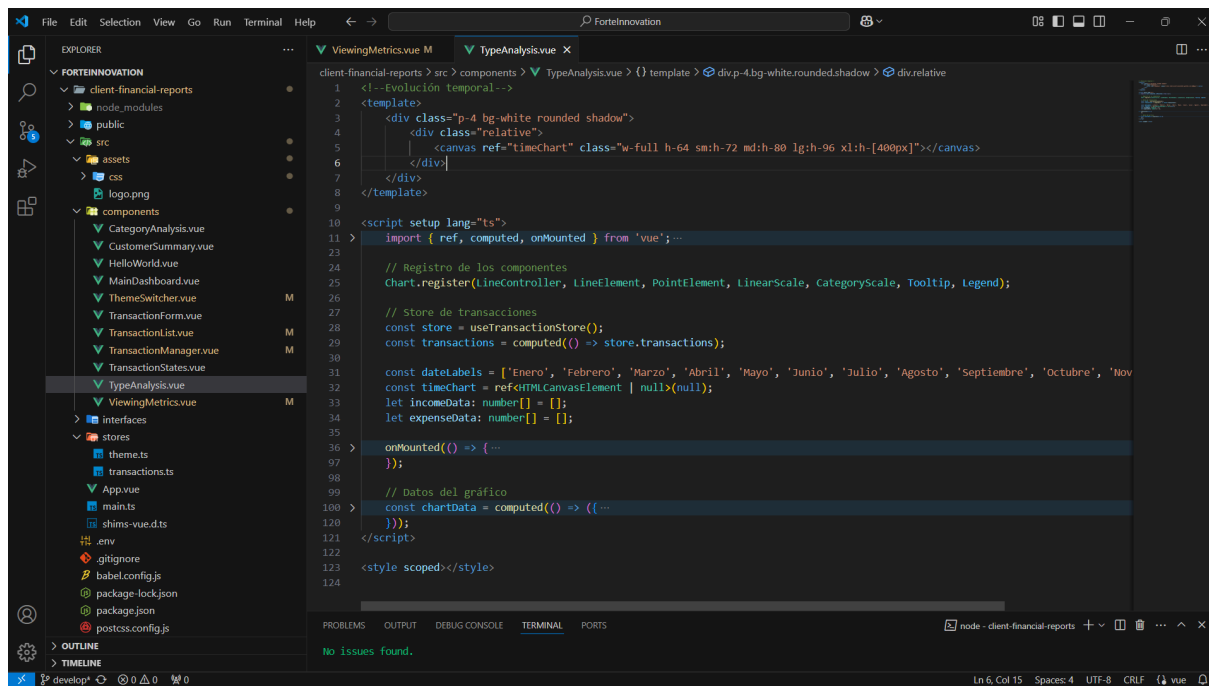 File Edit Selection View Go Run Terminal Help
ForteInnovation
EXPLORER
FORTEINNOVATION
client-financial-reports
node_modules
public
src
assets
css
logo.png
components
CategoryAnalysis.vue
CustomerSummary.vue
HelloWorld.vue
MainDashboard.vue
ThemeSwitcher.vue M
TransactionForm.vue
TransactionList.vue M
TransactionManager.vue M
TransactionStates.vue
TypeAnalysis.vue
ViewingMetrics.vue M
interfaces
stores
theme.ts
transactions.ts
App.vue
main.ts
shims-vue.d.ts
.env
.gitignore
babel.config.js
package-lock.json
package.json
postcss.config.js
OUTLINE
TIMELINE
ViewingMetrics.vue M TypeAnalysis.vue
client-financial-reports > src > components > TypeAnalysis.vue > {} template > div.p-4.bg-white.rounded.shadow > div.relative
1 <!--Evolución temporal-->
2 <template>
3 <div class="p-4 bg-white rounded shadow">
4 <div class="relative">
5 <canvas ref="timeChart" class="w-full h-64 sm:h-72 md:h-80 lg:h-96 xl:h-[400px]"></canvas>
6 </div>
7 </div>
8 </template>
9
10 <script setup lang="ts">
11 > import { ref, computed, onMounted } from 'vue';…
23
24 // Registro de los componentes
25 Chart.register(LineController, LineElement, PointElement, LinearScale, CategoryScale, Tooltip, Legend);
26
27 // Store de transacciones
28 const store = useTransactionStore();
29 const transactions = computed(() => store.transactions);
30
31 const dateLabels = ['Enero', 'Febrero', 'Marzo', 'Abril', 'Mayo', 'Junio', 'Julio', 'Agosto', 'Septiembre', 'Octubre', 'Nov
32 const timeChart = ref<HTMLCanvasElement | null>(null);
33 let incomeData: number[] = [];
34 let expenseData: number[] = [];
35
36 > onMounted(() => {…
97 });
98
99 // Datos del gráfico
100 > const chartData = computed(() => ({…
120 }));
121 </script>
122
123 <style scoped></style>
124
PROBLEMS OUTPUT DEBUG CONSOLE TERMINAL PORTS
node - client-financial-reports
No issues found.
5
develop* 0 0 0
Ln 6, Col 15 Spaces: 4 UTF-8 CRLF vue